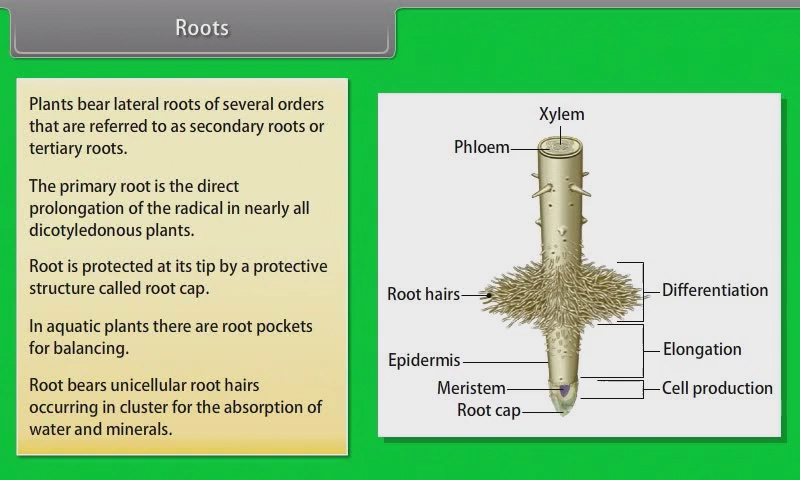 Roots
Plants bear lateral roots of several orders
that are referred to as secondary roots or
tertiary roots.
The primary root is the direct
prolongation of the radical in nearly all
dicotyledonous plants.
Root is protected at its tip by a protective
structure called root cap.
In aquatic plants there are root pockets
for balancing.
Root bears unicellular root hairs
occurring in cluster for the absorption of
water and minerals.
Xylem
Phloem
Root hairs
Differentiation
Elongation
Epidermis
Meristem
Cell production
Root cap